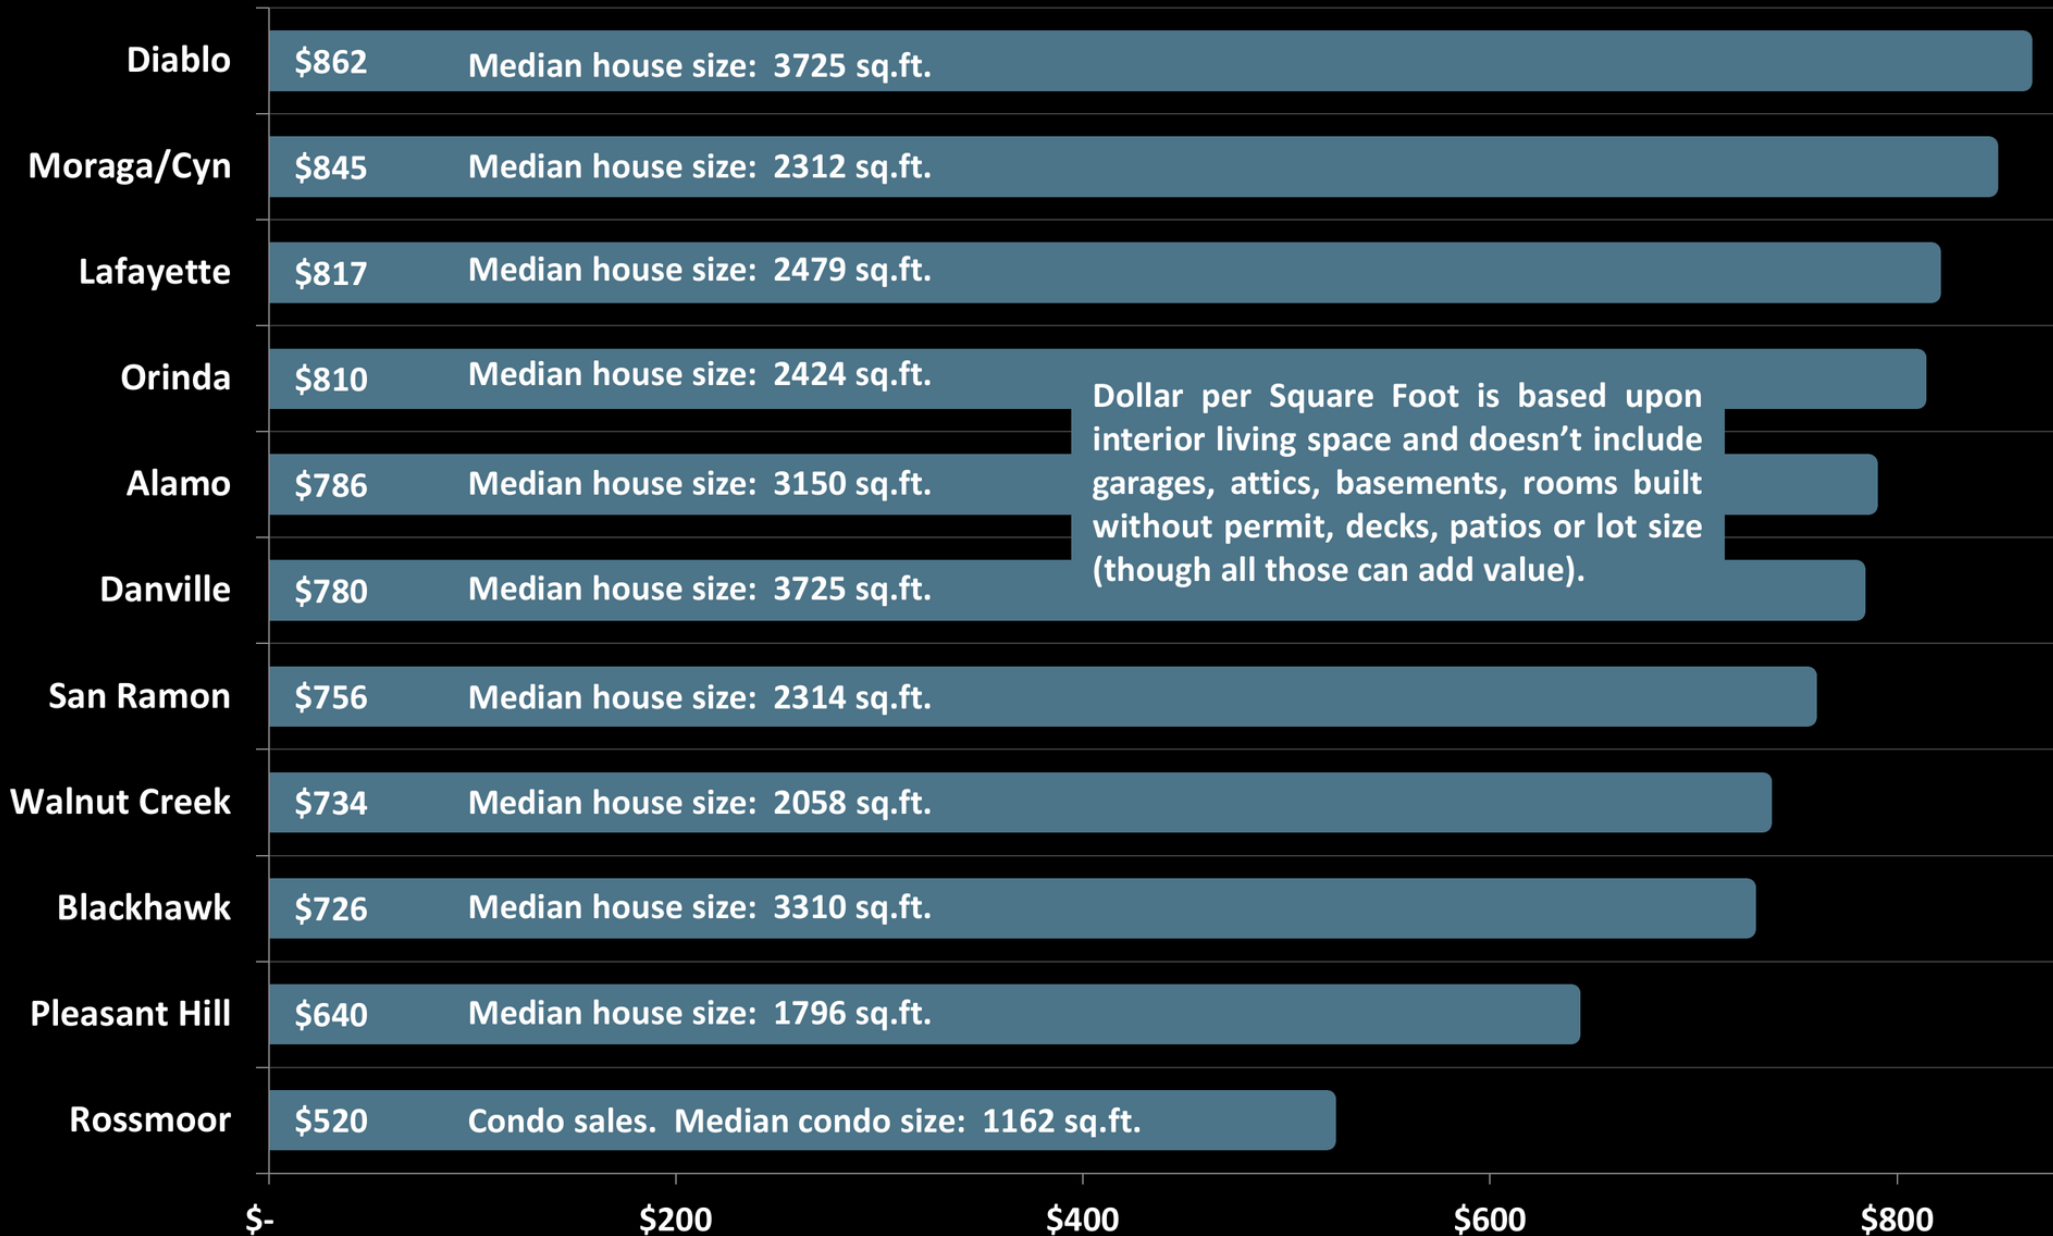 Diablo $862 Median house size: 3725 sq.ft.
Moraga/Cyn $845 Median house size: 2312 sq.ft.
Lafayette $817 Median house size: 2479 sq.ft.
Orinda $810 Median house size: 2424 sq.ft.
Alamo $786 Median house size: 3150 sq.ft.
Danville $780 Median house size: 3725 sq.ft.
Dollar per Square Foot is based upon
interior living space and doesn’t include
garages, attics, basements, rooms built
without permit, decks, patios or lot size
(though all those can add value).
San Ramon $756 Median house size: 2314 sq.ft.
Walnut Creek $734 Median house size: 2058 sq.ft.
Blackhawk $726 Median house size: 3310 sq.ft.
Pleasant Hill $640 Median house size: 1796 sq.ft.
Rossmoor $520 Condo sales. Median condo size: 1162 sq.ft.
$- $200 $400 $600 $800